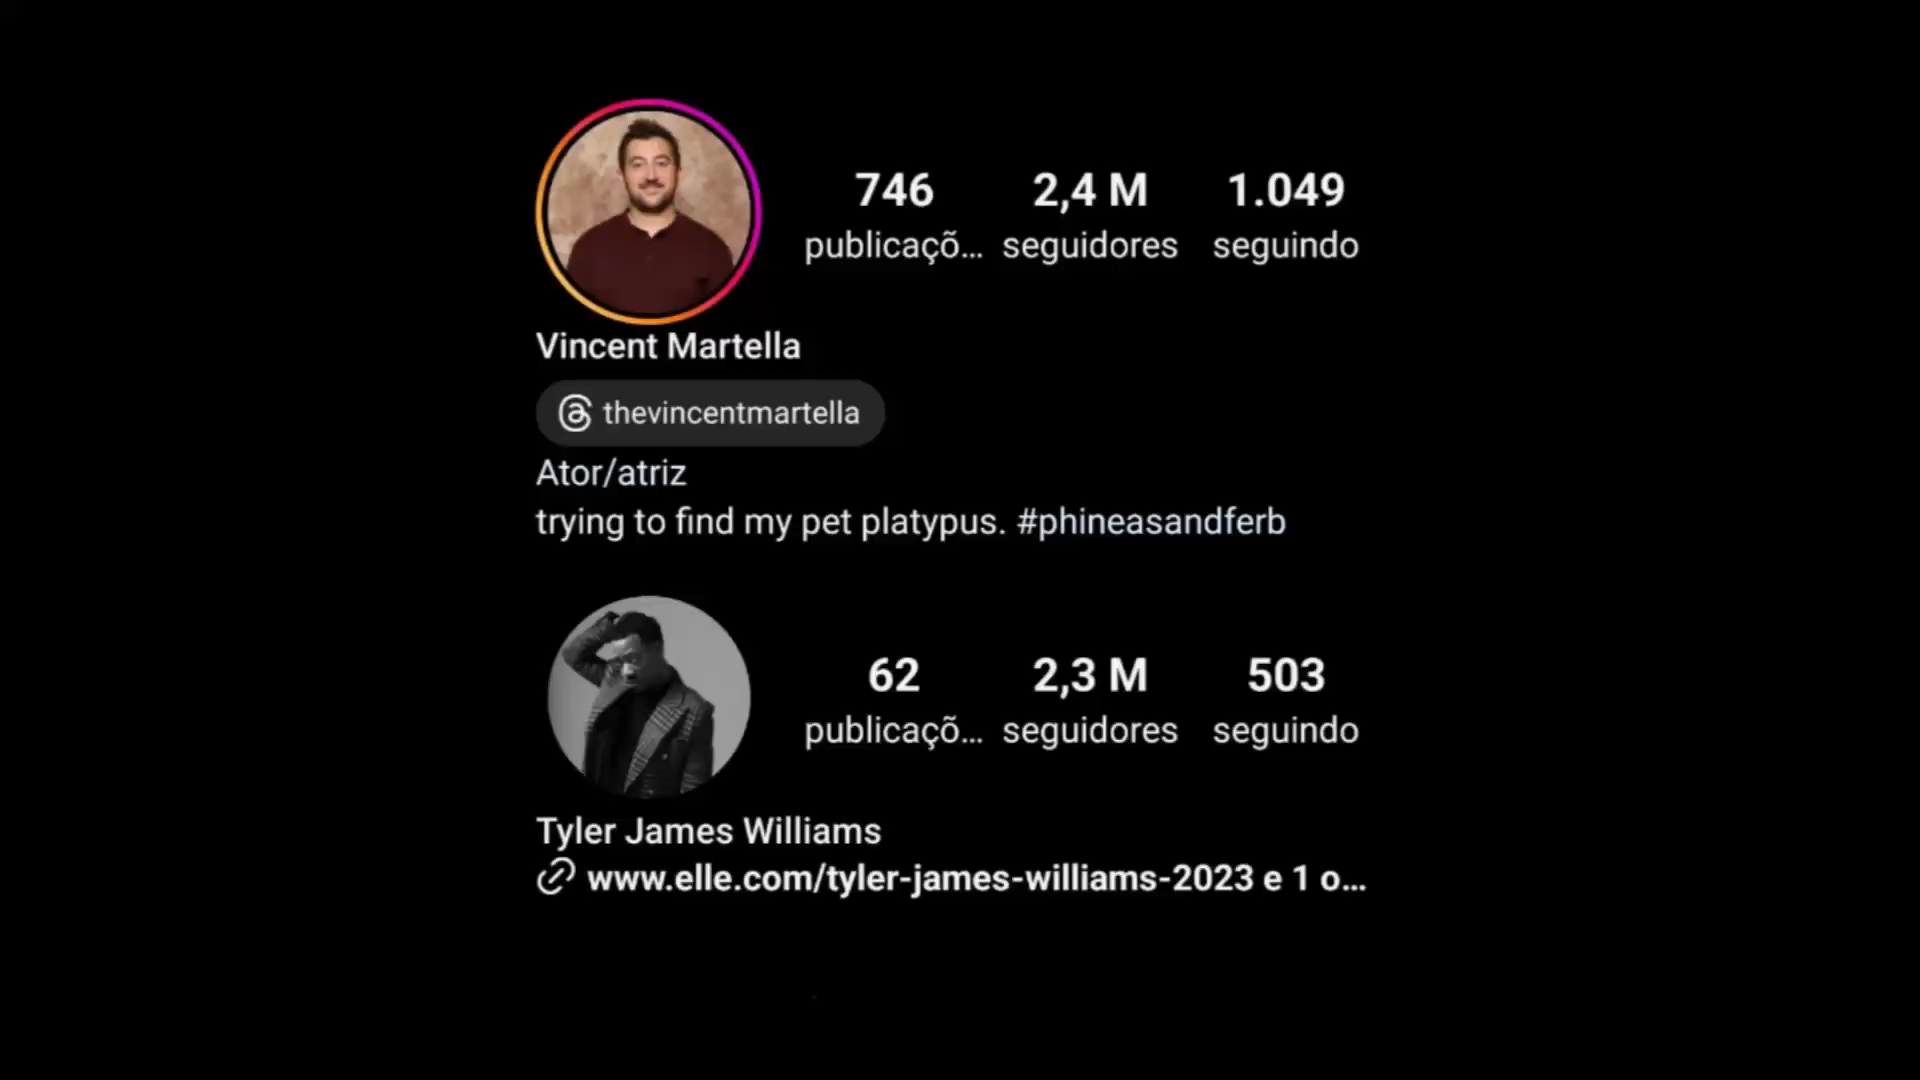 746 2,4 M 1.049
publicaçõ... seguidores seguindo
Vincent Martella
thevincentmartella
Ator/atriz
trying to find my pet platypus. #phineasandferb
62 2,3 M 503
publicaçõ... seguidores seguindo
Tyler James Williams
www.elle.com/tyler-james-williams-2023 e 1 o...